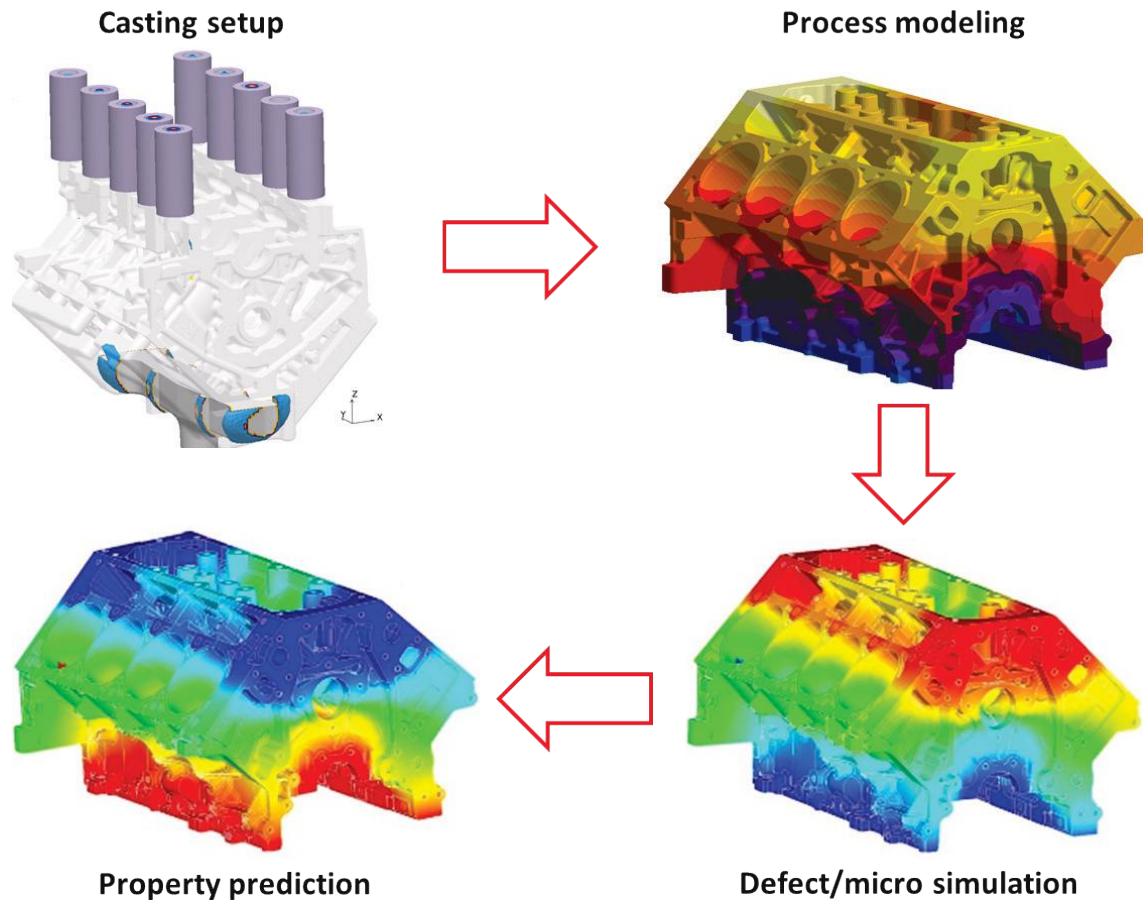 Casting setup
Process modeling
Z
Y
X
Property prediction
Defect/micro simulation